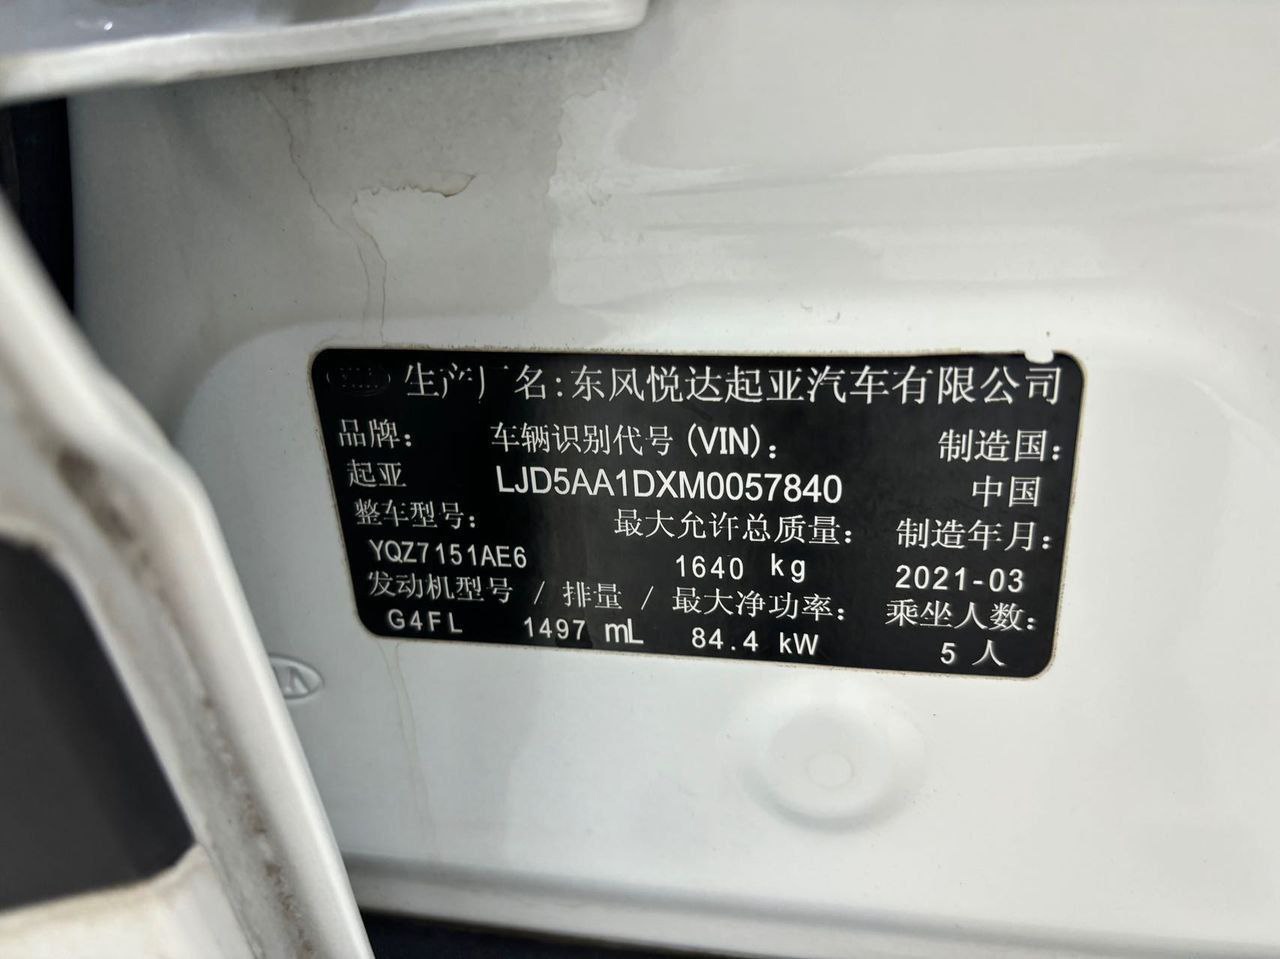 生产厂名:东风悦达起亚汽车有限公司
品牌: 车辆识别代号(VIN): 制造国:
起亚 LJD5AA1DXM0057840 中国
整车型号: 最大允许总质量: 制造年月:
YQZ7151AE6 1640 kg 2021-03
发动机型号 / 排量 / 最大净功率: 乘坐人数:
G4FL 1497 mL 84.4 kW 5 人